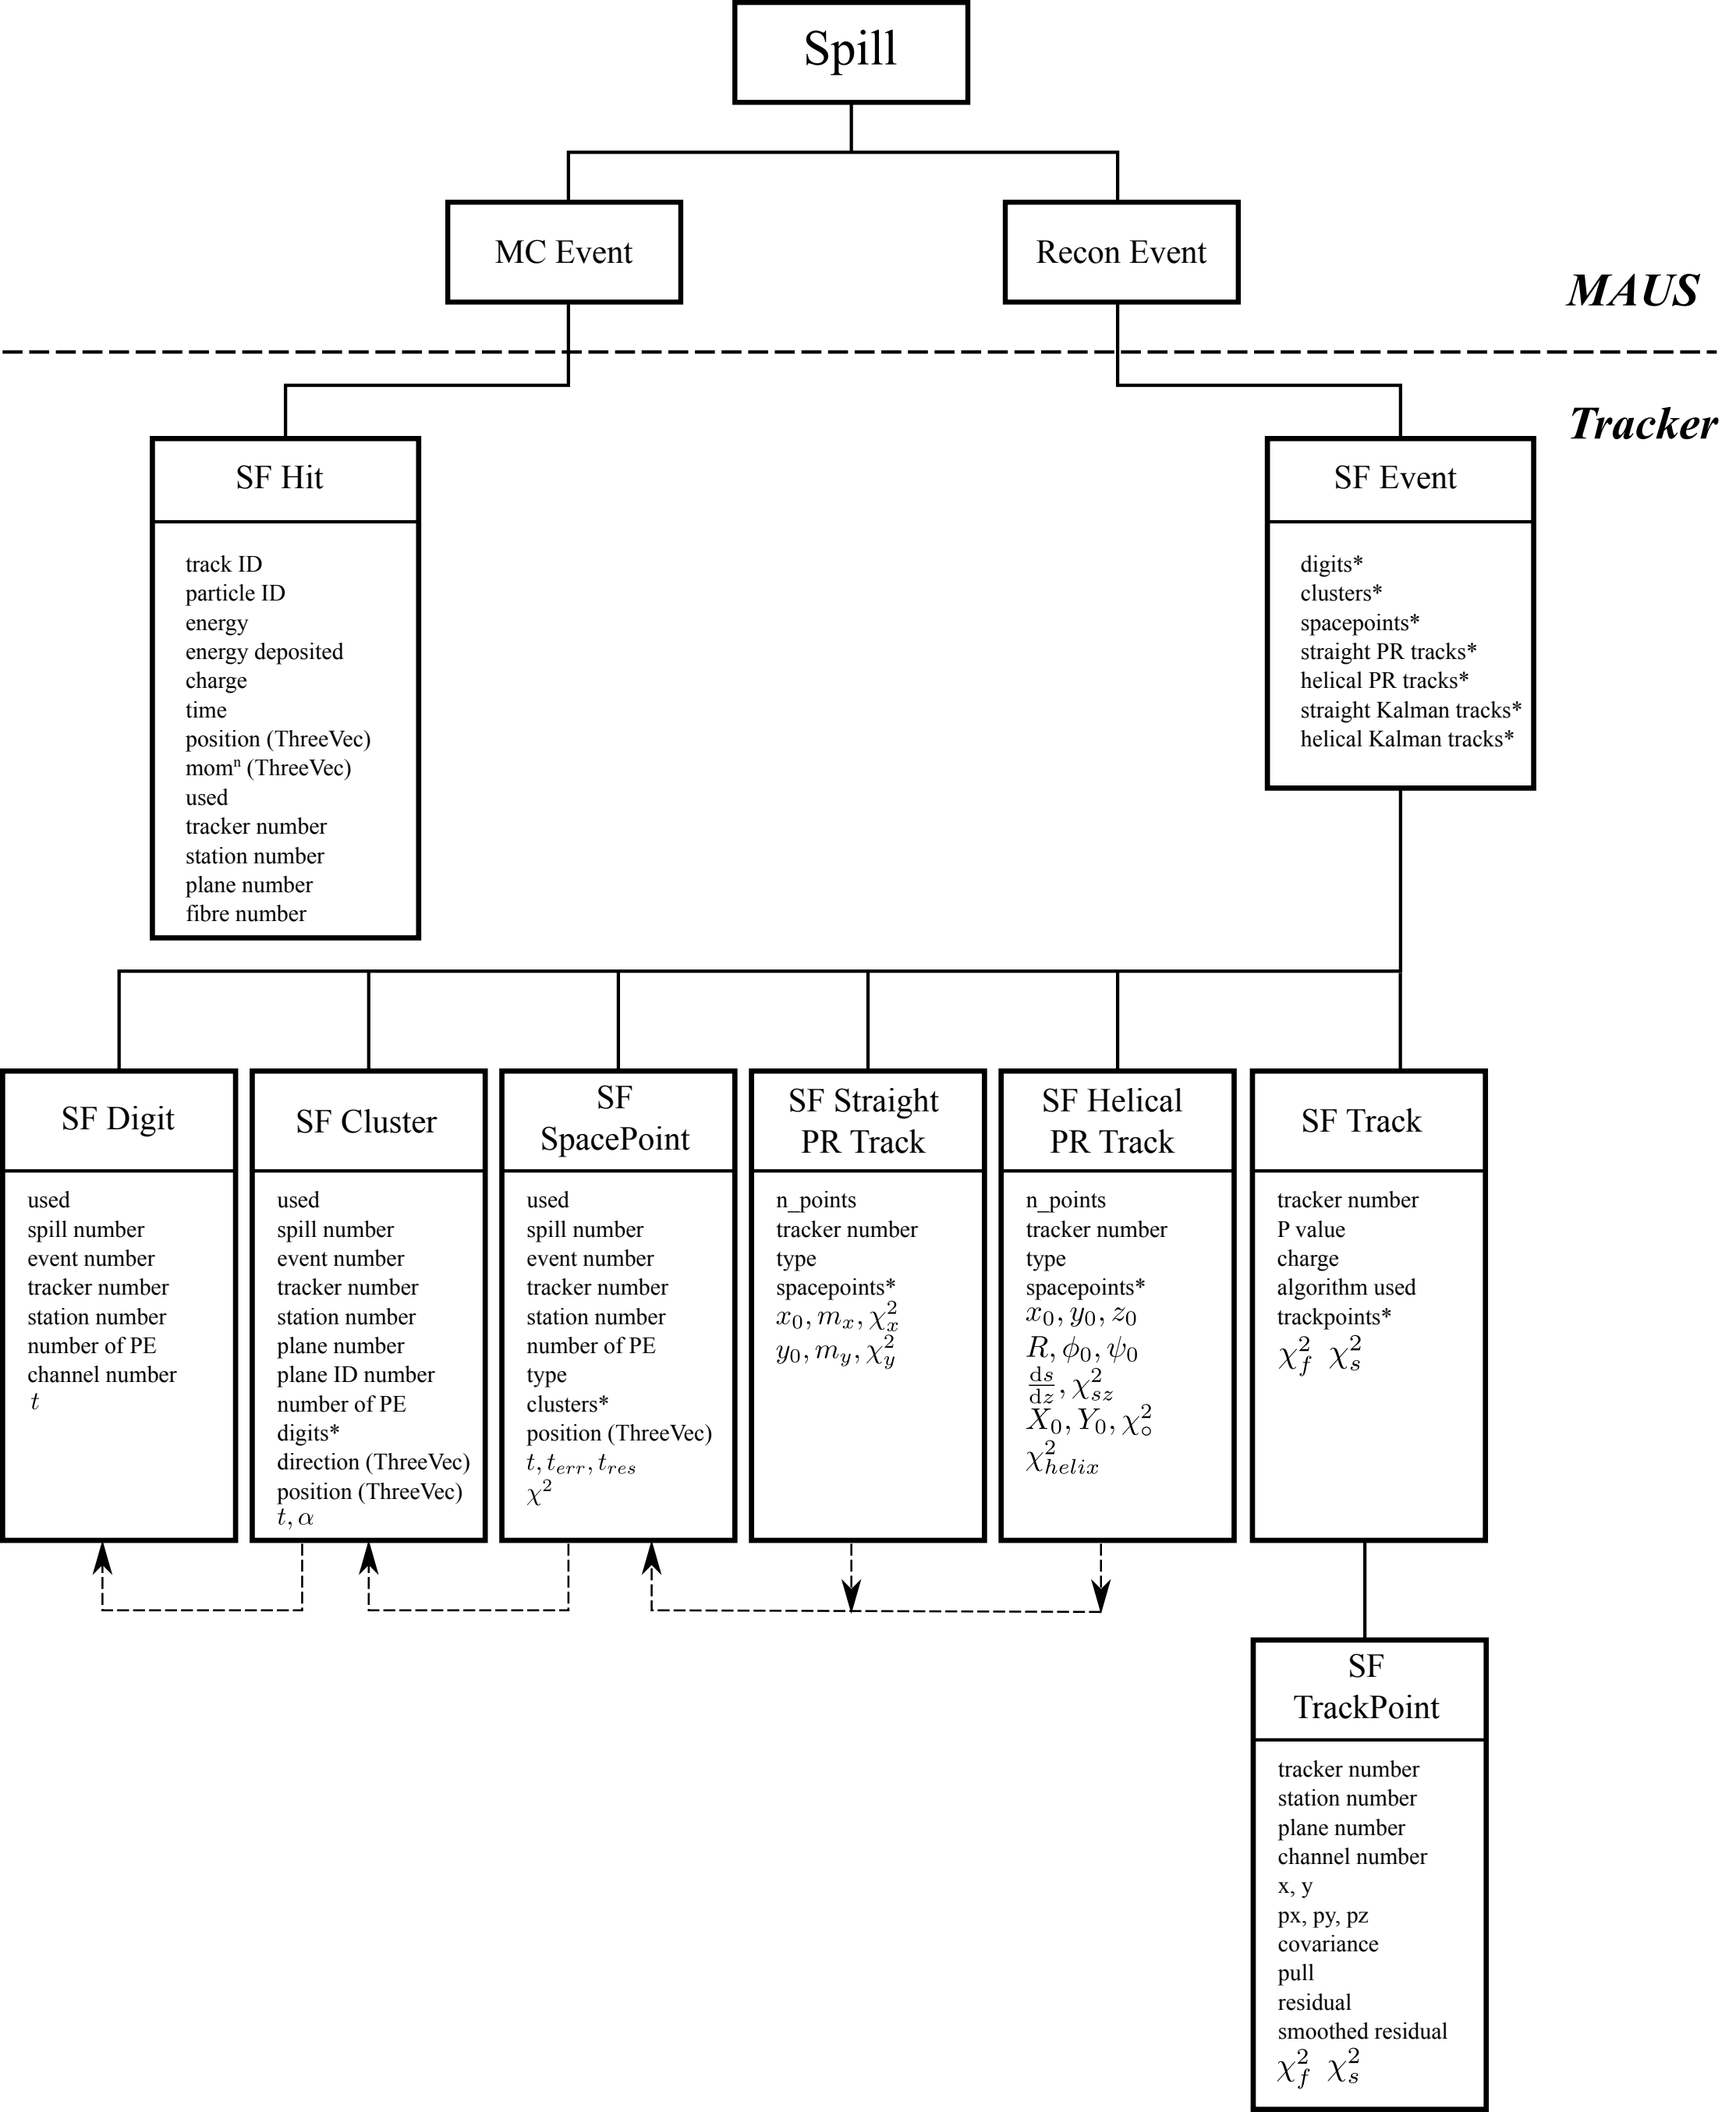 Spill
MC Event
Recon Event
MAUS
Tracker
SF Hit
track ID
particle ID
energy
energy deposited
charge
time
position (ThreeVec)
momⁿ (ThreeVec)
used
tracker number
station number
plane number
fibre number
SF Event
digits*
clusters*
spacepoints*
straight PR tracks*
helical PR tracks*
straight Kalman tracks*
helical Kalman tracks*
SF Digit
used
spill number
event number
tracker number
station number
number of PE
channel number
t
SF Cluster
used
spill number
event number
tracker number
station number
plane number
plane ID number
number of PE
digits*
direction (ThreeVec)
position (ThreeVec)
t, α
SF
SpacePoint
used
spill number
event number
tracker number
station number
number of PE
type
clusters*
position (ThreeVec)
t, t_err, t_res
χ²
SF Straight
PR Track
n_points
tracker number
type
spacepoints*
x₀, m_x, χ²_x
y₀, m_y, χ²_y
SF Helical
PR Track
n_points
tracker number
type
spacepoints*
x₀, y₀, z₀
R, ϕ₀, ψ₀
ds/dz, χ²_sz
X₀, Y₀, χ²_∘
χ²_helix
SF Track
tracker number
P value
charge
algorithm used
trackpoints*
χ²_f χ²_s
SF
TrackPoint
tracker number
station number
plane number
channel number
x, y
px, py, pz
covariance
pull
residual
smoothed residual
χ²_f χ²_s